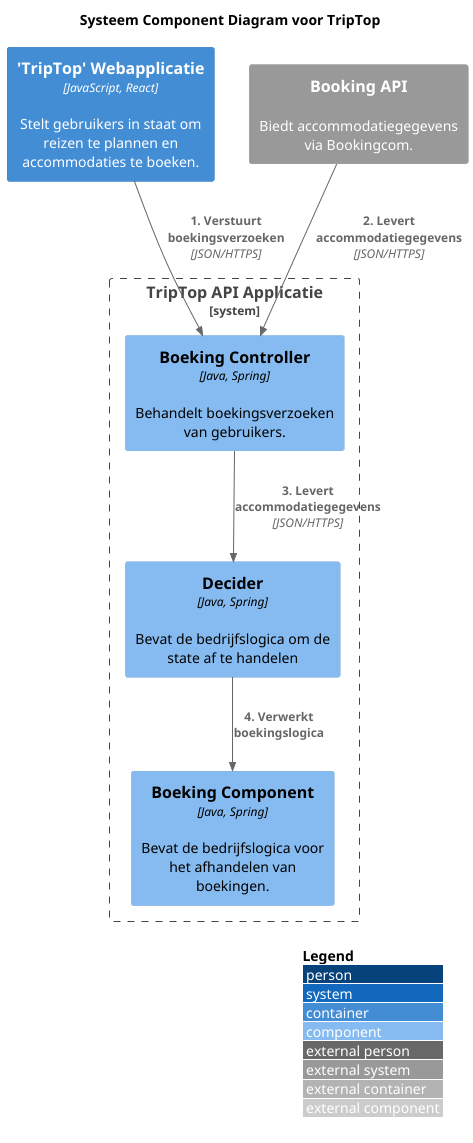 Systeem Component Diagram voor TripTop
'TripTop' Webapplicatie
[JavaScript, React]
Stelt gebruikers in staat om
reizen te plannen en
accommodaties te boeken.
Booking API
Biedt accommodatiegegevens
via Bookingcom.
1. Verstuurt
boekingsverzoeken
[JSON/HTTPS]
2. Levert
accommodatiegegevens
[JSON/HTTPS]
TripTop API Applicatie
[system]
Boeking Controller
[Java, Spring]
Behandelt boekingsverzoeken
van gebruikers.
3. Levert
accommodatiegegevens
[JSON/HTTPS]
Decider
[Java, Spring]
Bevat de bedrijfslogica om de
state af te handelen
4. Verwerkt
boekingslogica
Boeking Component
[Java, Spring]
Bevat de bedrijfslogica voor
het afhandelen van
boekingen.
Legend
person
system
container
component
external person
external system
external container
external component